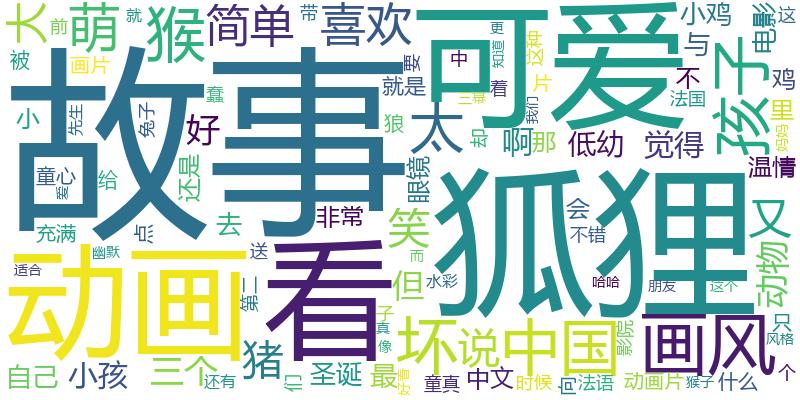 故事
可爱
狐狸
动画
看
画风
中国
孩子
坏
说
猴
萌
简单
喜欢
太
大
又
猪
笑
好
但
三个
小孩
自己
最
圣诞
中文
童真
时候
向
法语
动画片
猴子
什么
个
风格
只
影院
动物
这个
朋友
哈哈
水彩
而
子
真
像
好看
们
还有
第二
送
适合
幽默
充满
点
去
非常
眼镜
会
不错
温情
觉得
低幼
那
啊
却
狼
还是
给
童心
爱
小
先生
兔子
蠢
就是
着
中
三幕
我们
片
这种
知道
更
要
带
就
前
画片
被
小鸡
与
电影
这
不
鸡
法国
里
妈妈